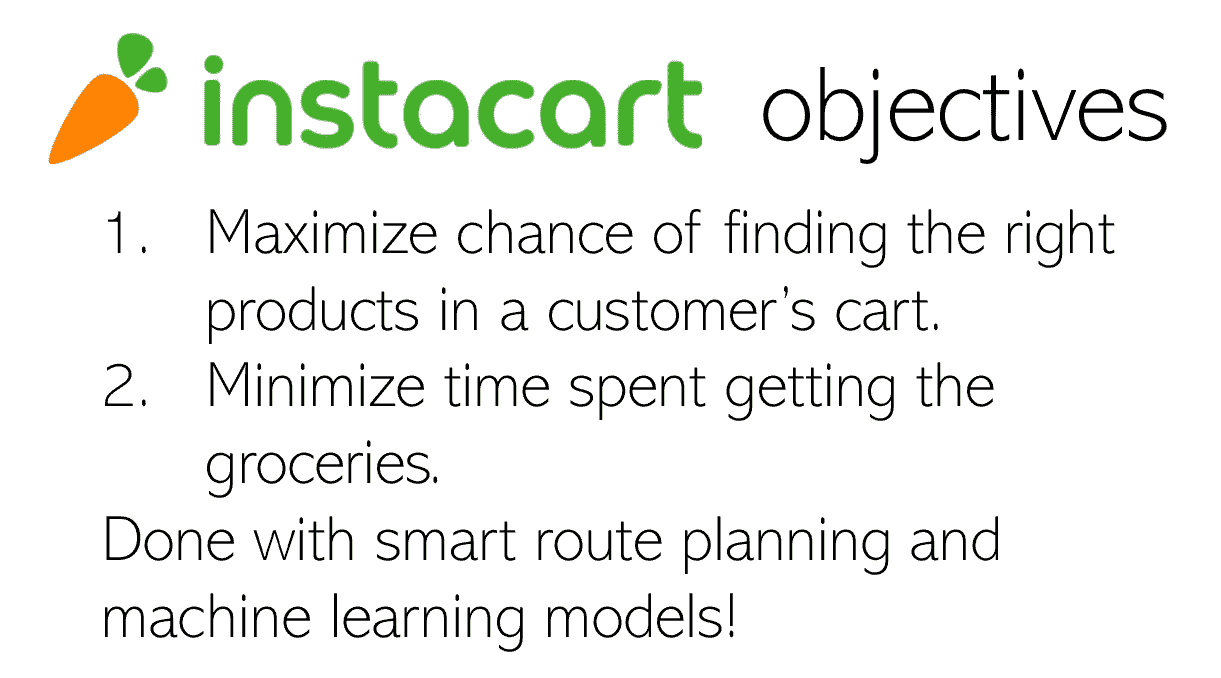 instacart objectives
1. Maximize chance of finding the right
products in a customer’s cart.
2. Minimize time spent getting the
groceries.
Done with smart route planning and
machine learning models!